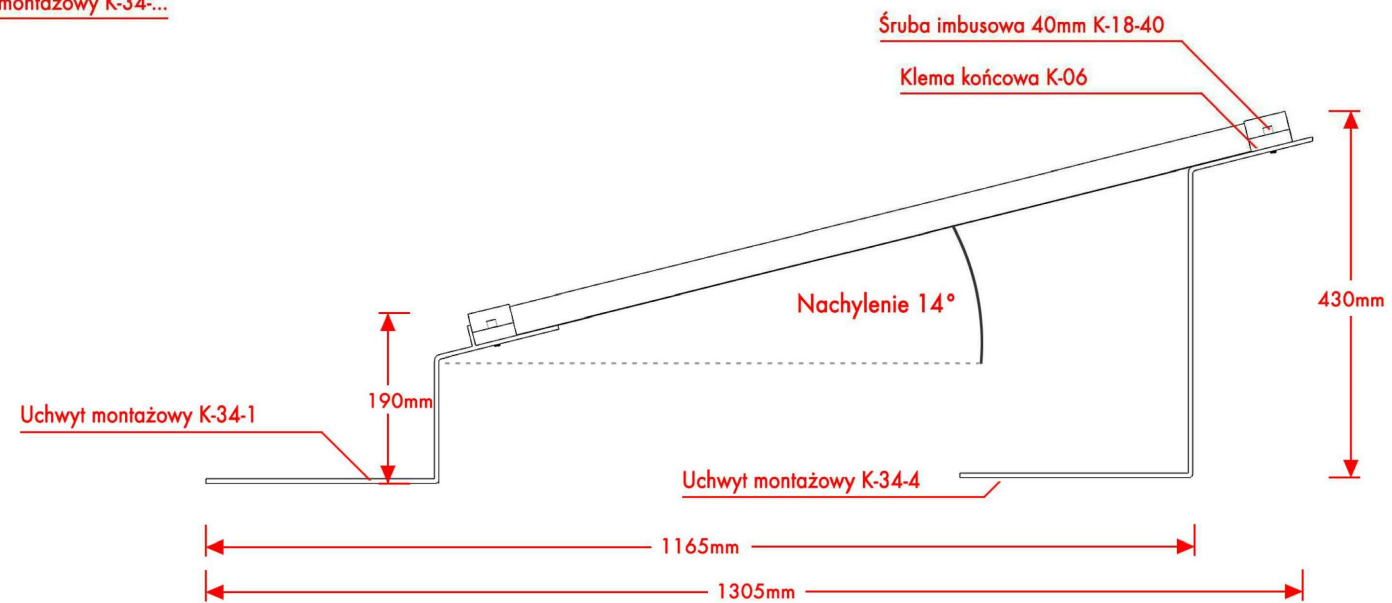 montażowy K-34-...
Śruba imbusowa 40mm K-18-40
Klema końcowa K-06
430mm
Nachylenie 14°
190mm
Uchwyt montażowy K-34-1
Uchwyt montażowy K-34-4
1165mm
1305mm